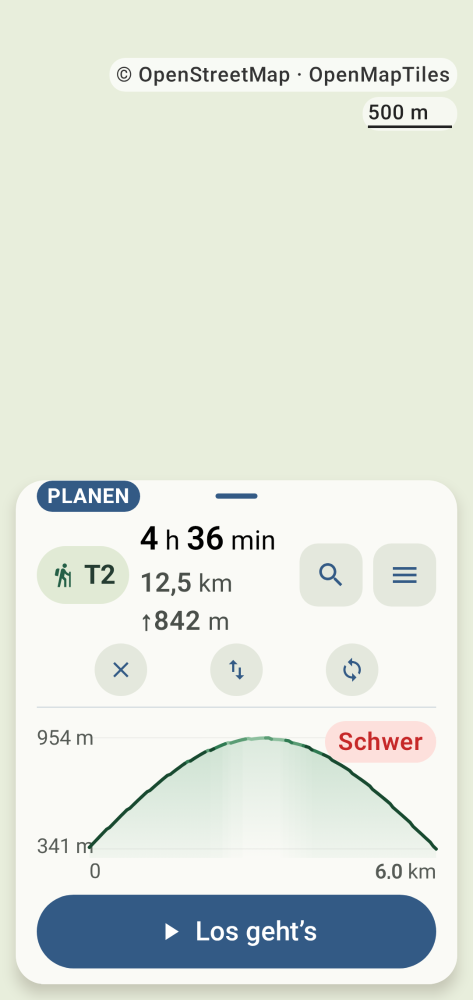 © OpenStreetMap · OpenMapTiles
500 m
PLANEN
T2
4 h 36 min
12,5 km
↑842 m
954 m
Schwer
341 m
0
6.0 km
Los geht's